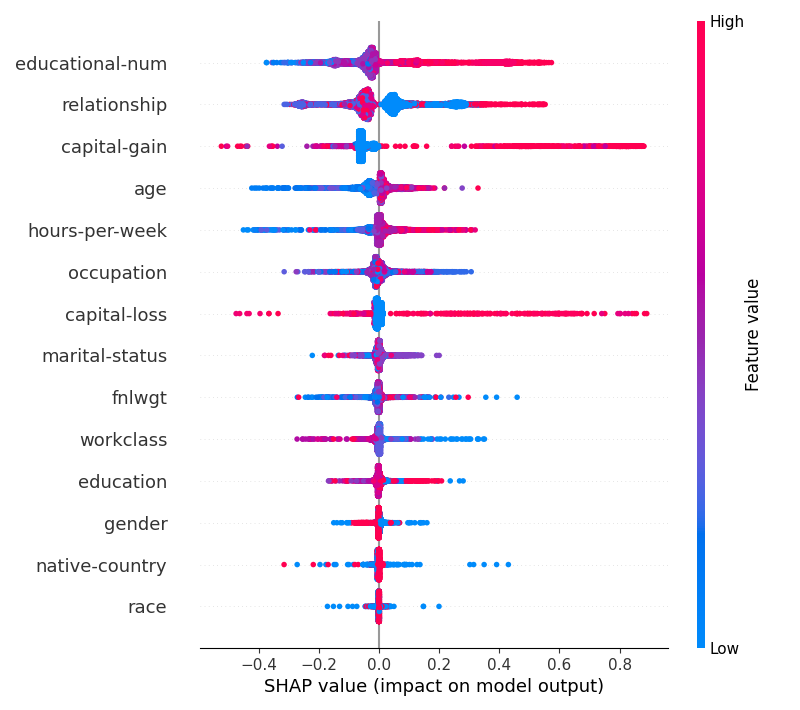 High
educational-num
relationship
capital-gain
age
hours-per-week
occupation
capital-loss
marital-status
fnlwgt
workclass
education
gender
native-country
race
Feature value
Low
−0.4 −0.2 0.0 0.2 0.4 0.6 0.8
SHAP value (impact on model output)